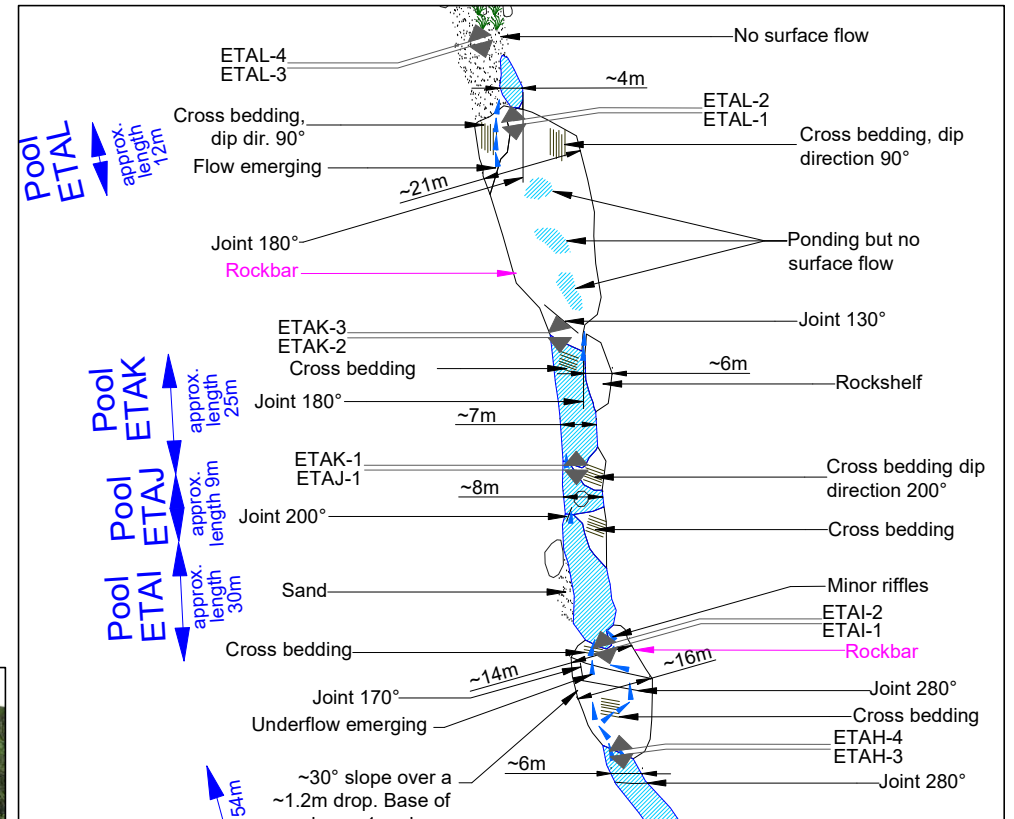 No surface flow
ETAL-4
ETAL-3
~4m
ETAL-2
ETAL-1
Cross bedding,
dip dir. 90°
Cross bedding, dip
direction 90°
Flow emerging
Pool
ETAL
approx.
length
12m
~21m
Joint 180°
Ponding but no
surface flow
Rockbar
Joint 130°
ETAK-3
ETAK-2
Cross bedding
~6m
Rockshelf
Pool
ETAK
approx.
length
25m
Joint 180°
~7m
ETAK-1
ETAJ-1
Cross bedding dip
direction 200°
~8m
Pool
ETAJ
approx.
length 9m
Joint 200°
Cross bedding
Pool
ETAI
approx.
length
30m
Sand
Minor riffles
ETAI-2
ETAI-1
Cross bedding
Rockbar
~14m
~16m
Joint 170°
Joint 280°
Underflow emerging
Cross bedding
ETAH-4
ETAH-3
~6m
Joint 280°
~30° slope over a
~1.2m drop. Base of
54m